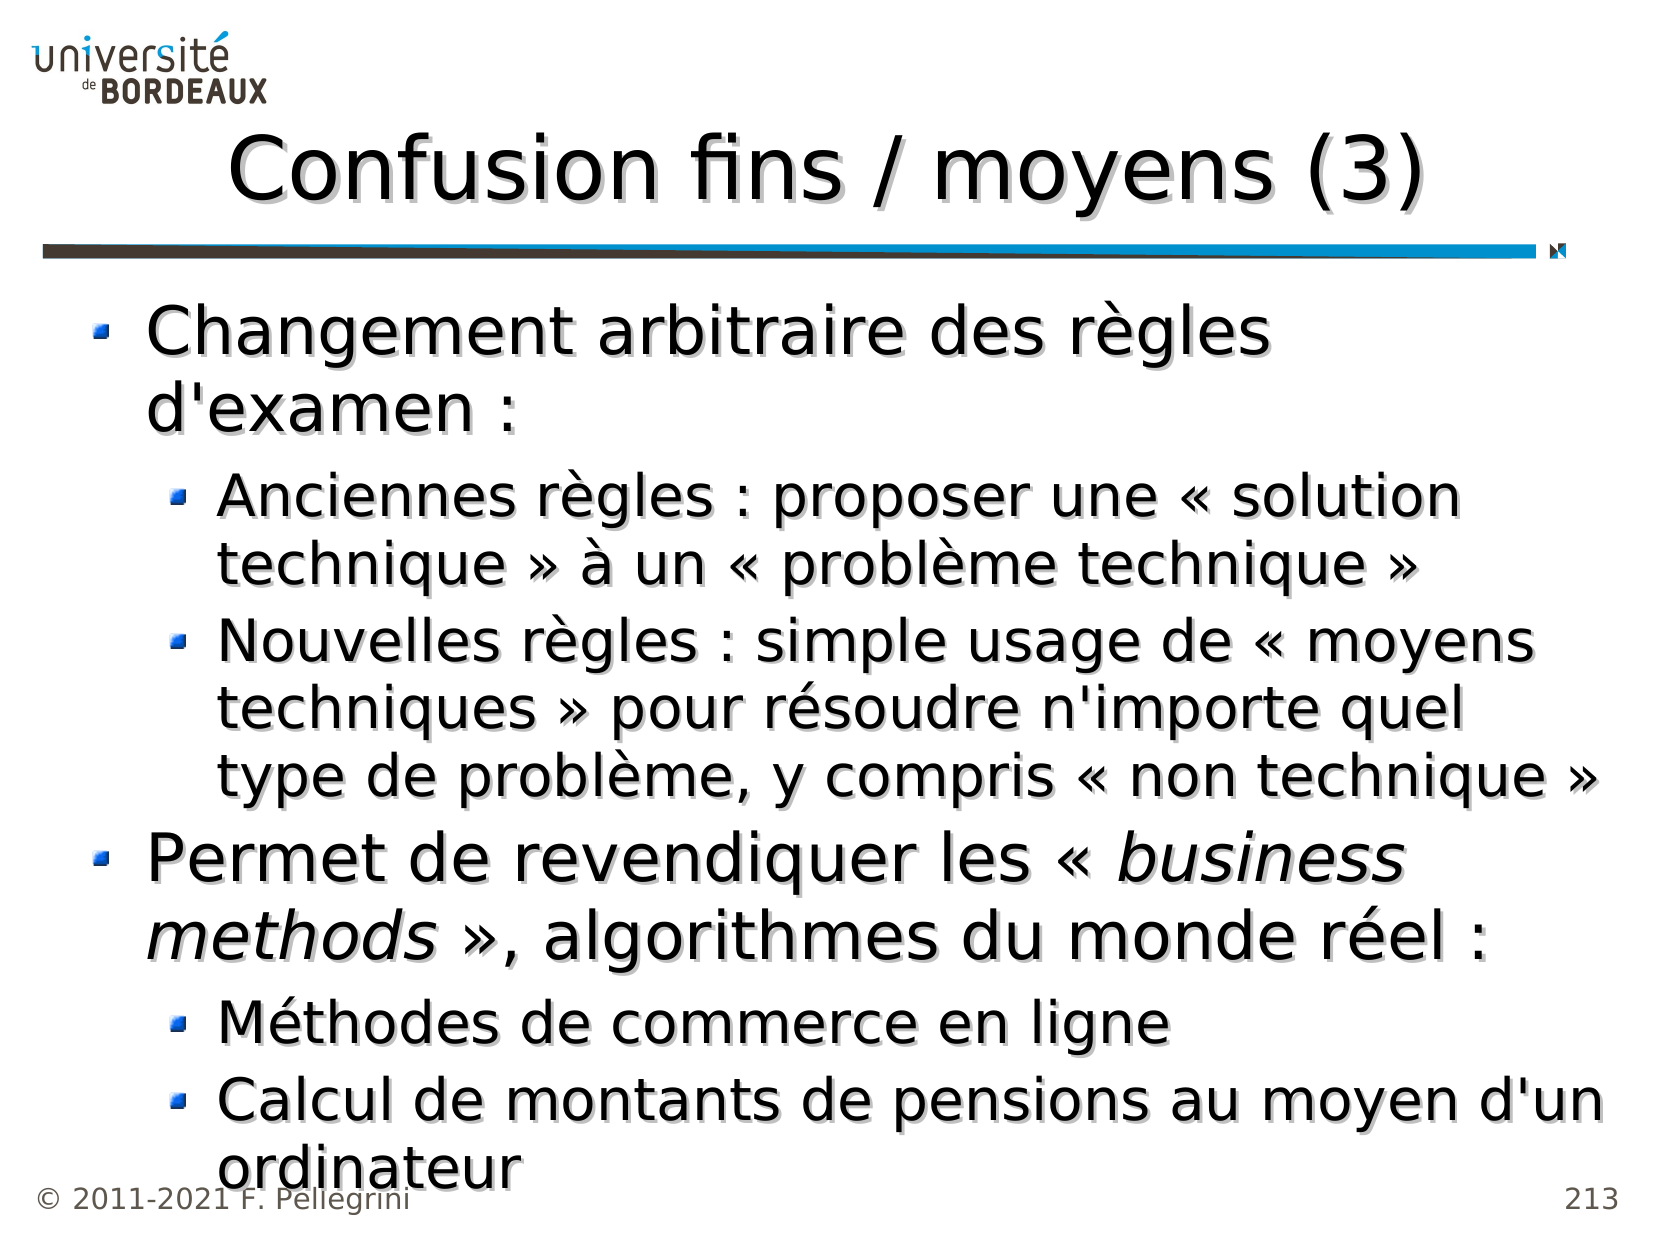 université
de BORDEAUX
Confusion fins / moyens (3)
Changement arbitraire des règles
d'examen :
Anciennes règles : proposer une « solution
technique » à un « problème technique »
Nouvelles règles : simple usage de « moyens
techniques » pour résoudre n'importe quel
type de problème, y compris « non technique »
Permet de revendiquer les « business
methods », algorithmes du monde réel :
Méthodes de commerce en ligne
Calcul de montants de pensions au moyen d'un
ordinateur
© 2011-2021 F. Pellegrini
213